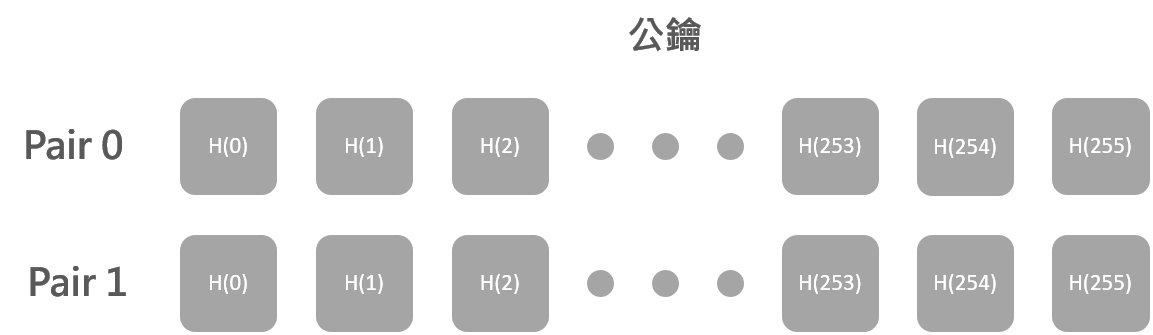 公鑰
Pair 0 H(0) H(1) H(2) H(253) H(254) H(255)
Pair 1 H(0) H(1) H(2) H(253) H(254) H(255)